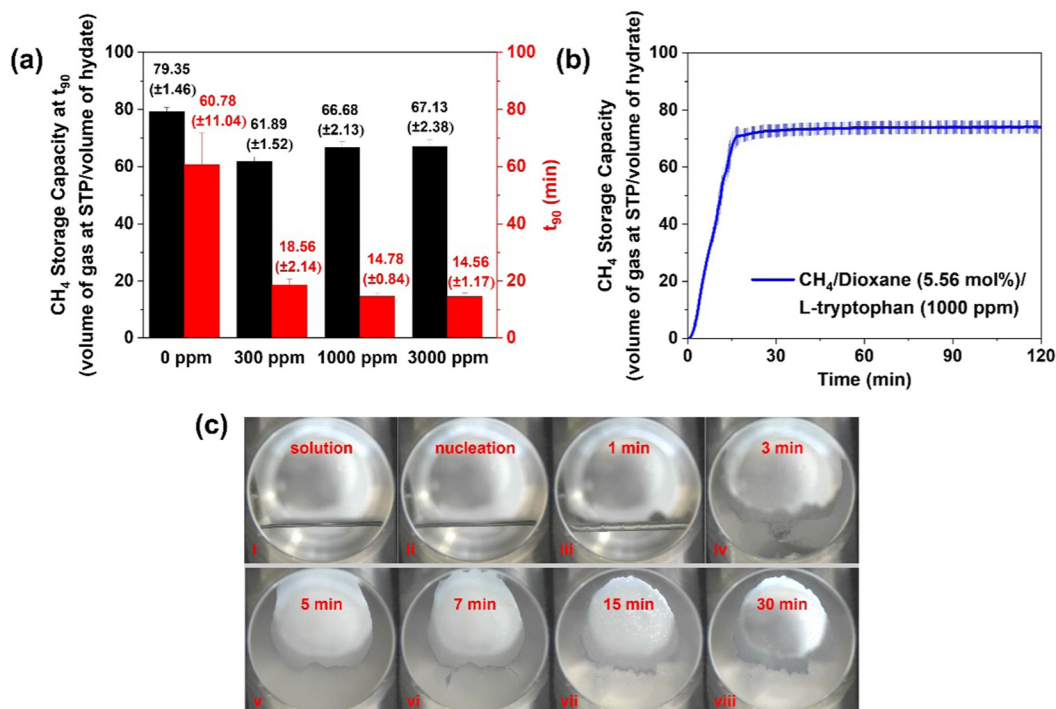 (a)
CH₄ Storage Capacity at t₉₀
(volume of gas at STP/volume of hydate)
100
80
60
40
20
0
79.35
(±1.46)
60.78
(±11.04)
61.89
(±1.52)
18.56
(±2.14)
66.68
(±2.13)
14.78
(±0.84)
67.13
(±2.38)
14.56
(±1.17)
0 ppm 300 ppm 1000 ppm 3000 ppm
100
80
60
40
20
0
t₉₀ (min)
(b)
CH₄ Storage Capacity
(volume of gas at STP/volume of hydrate)
100
80
60
40
20
0
CH₄/Dioxane (5.56 mol%)/
L-tryptophan (1000 ppm)
0 30 60 90 120
Time (min)
(c)
solution
i
nucleation
ii
1 min
iii
3 min
iv
5 min
v
7 min
vi
15 min
vii
30 min
viii